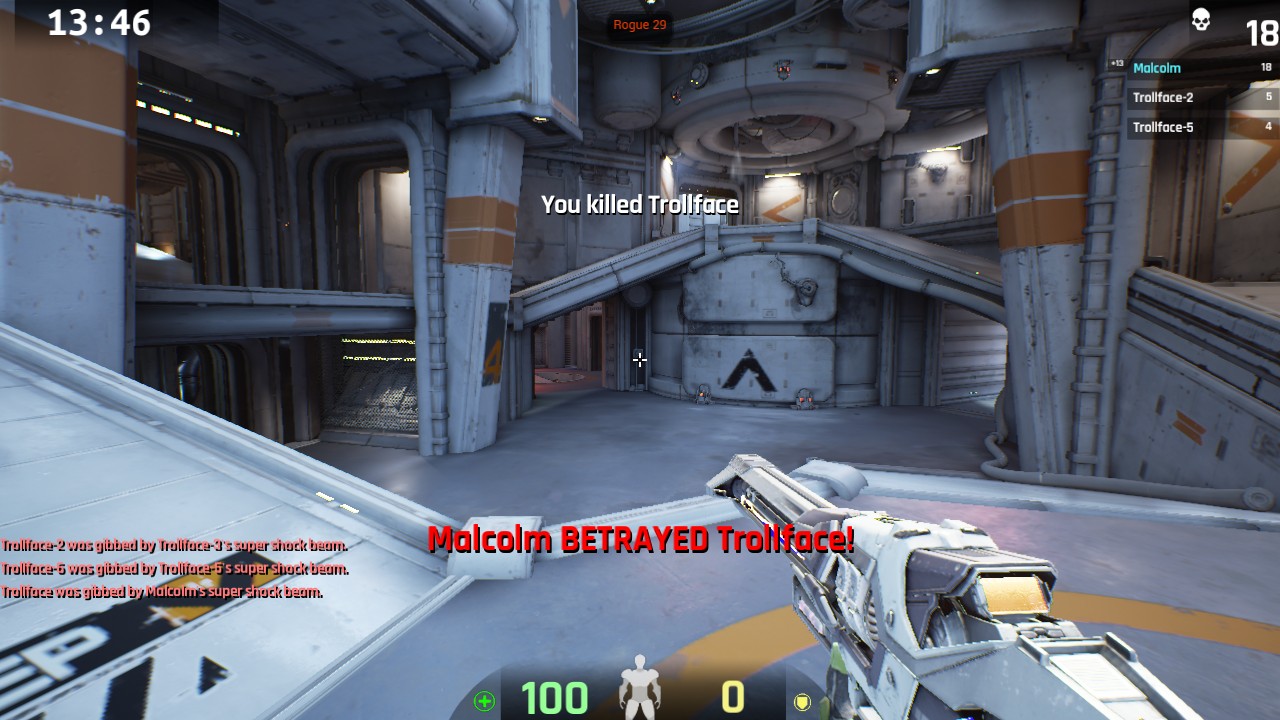 13:46
Rogue 29
18
+13 Malcolm 18
Trollface-2 5
Trollface-5 4
You killed Trollface
Malcolm BETRAYED Trollface!
Trollface-2 was gibbed by Trollface-3's super shock beam.
Trollface-6 was gibbed by Trollface-5's super shock beam.
Trollface was gibbed by Malcolm's super shock beam.
EP
100
0